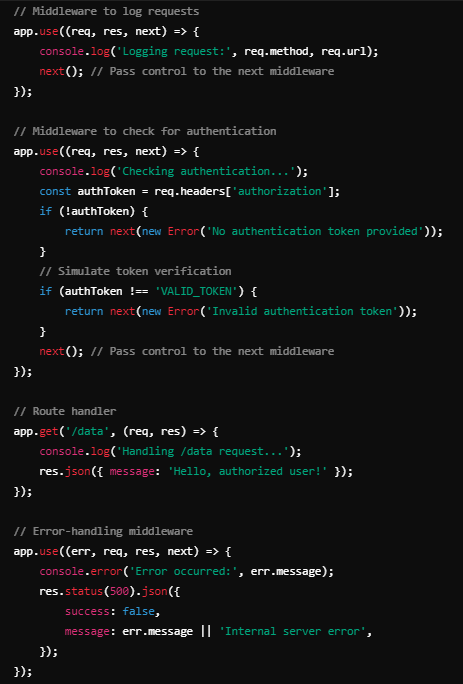 // Middleware to log requests
app.use((req, res, next) => {
    console.log('Logging request:', req.method, req.url);
    next(); // Pass control to the next middleware
});

// Middleware to check for authentication
app.use((req, res, next) => {
    console.log('Checking authentication...');
    const authToken = req.headers['authorization'];
    if (!authToken) {
        return next(new Error('No authentication token provided'));
    }
    // Simulate token verification
    if (authToken !== 'VALID_TOKEN') {
        return next(new Error('Invalid authentication token'));
    }
    next(); // Pass control to the next middleware
});

// Route handler
app.get('/data', (req, res) => {
    console.log('Handling /data request...');
    res.json({ message: 'Hello, authorized user!' });
});

// Error-handling middleware
app.use((err, req, res, next) => {
    console.error('Error occurred:', err.message);
    res.status(500).json({
        success: false,
        message: err.message || 'Internal server error',
    });
});